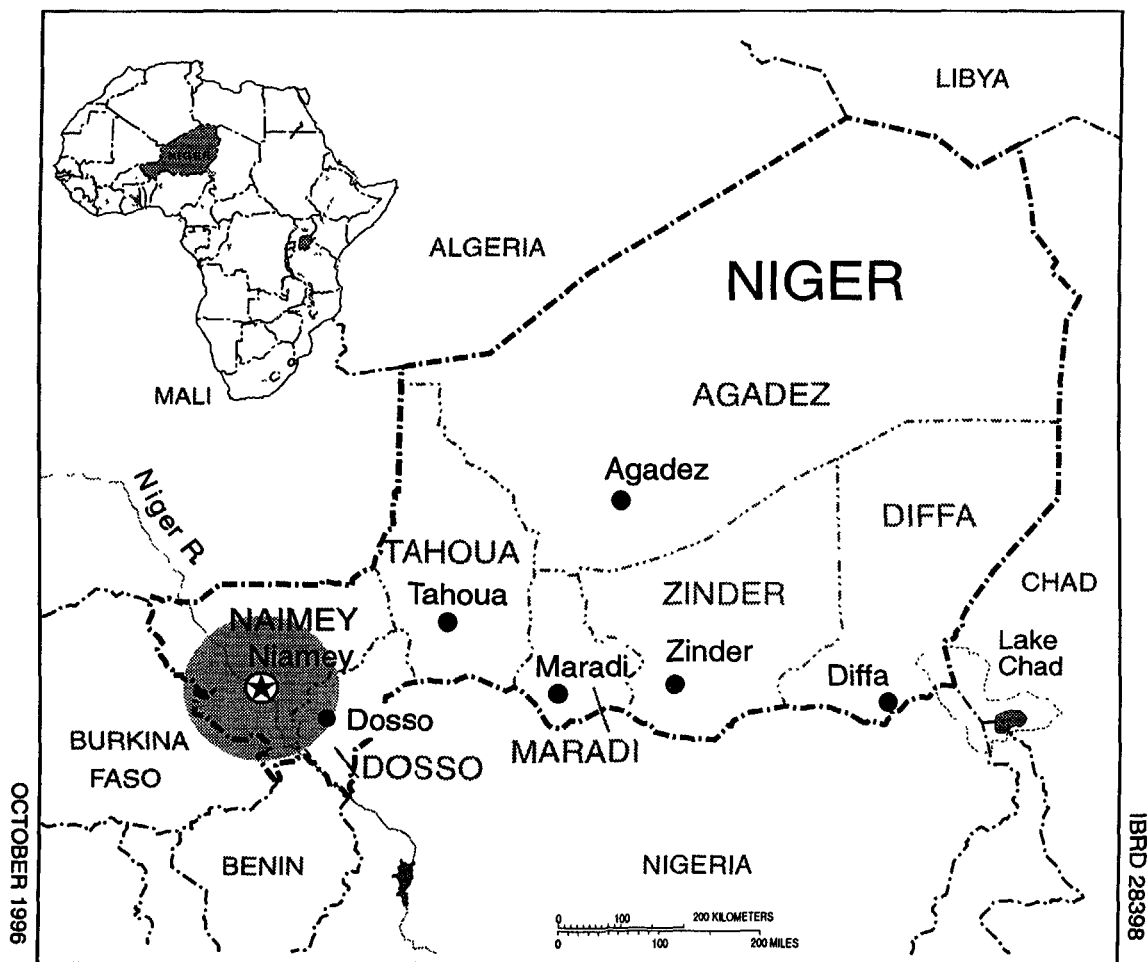 LIBYA
NIGER
ALGERIA
NIGER
MALI
AGADEZ
Agadez
Niger R.
DIFFA
TAHOUA
CHAD
Tahoua
ZINDER
NAIMEY
Niamey
Lake
Chad
Maradi
Zinder
Diffa
Dosso
BURKINA
FASO
DOSSO
MARADI
BENIN
NIGERIA
0 100 200 KILOMETERS
0 100 200 MILES
OCTOBER 1996
IBRD 28398